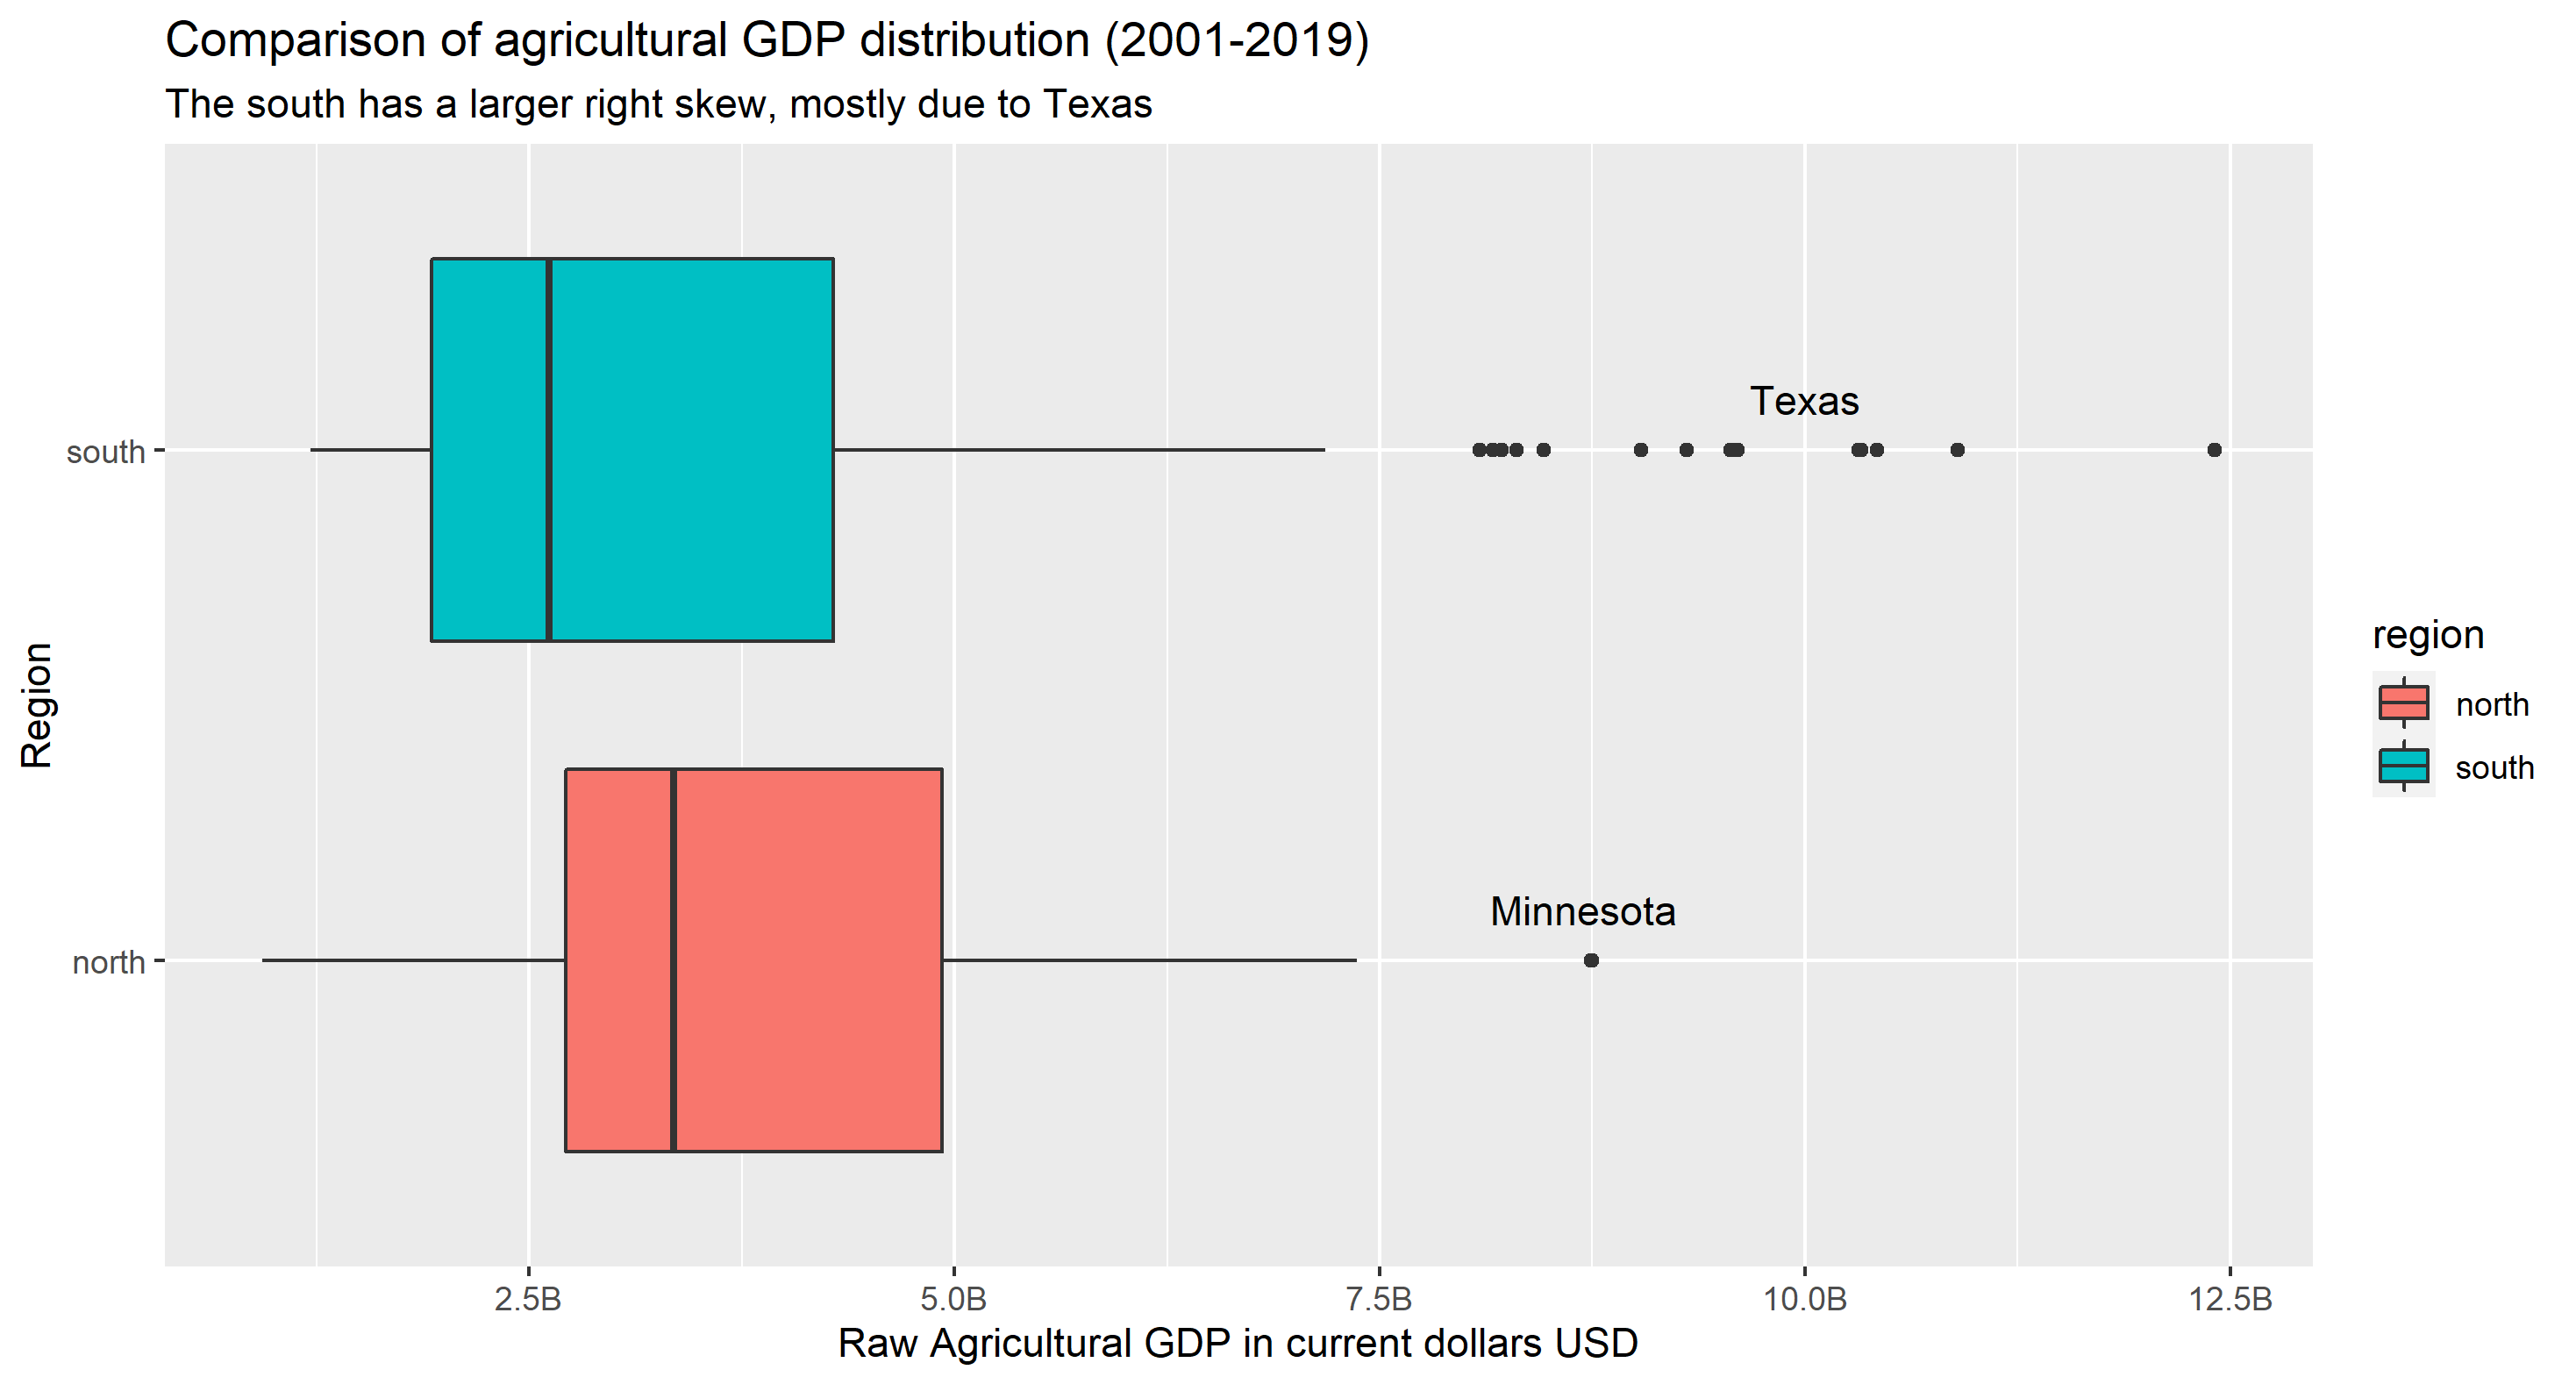 Comparison of agricultural GDP distribution (2001-2019)
The south has a larger right skew, mostly due to Texas
Texas
south
Region
region
north
south
Minnesota
north
2.5B 5.0B 7.5B 10.0B 12.5B
Raw Agricultural GDP in current dollars USD